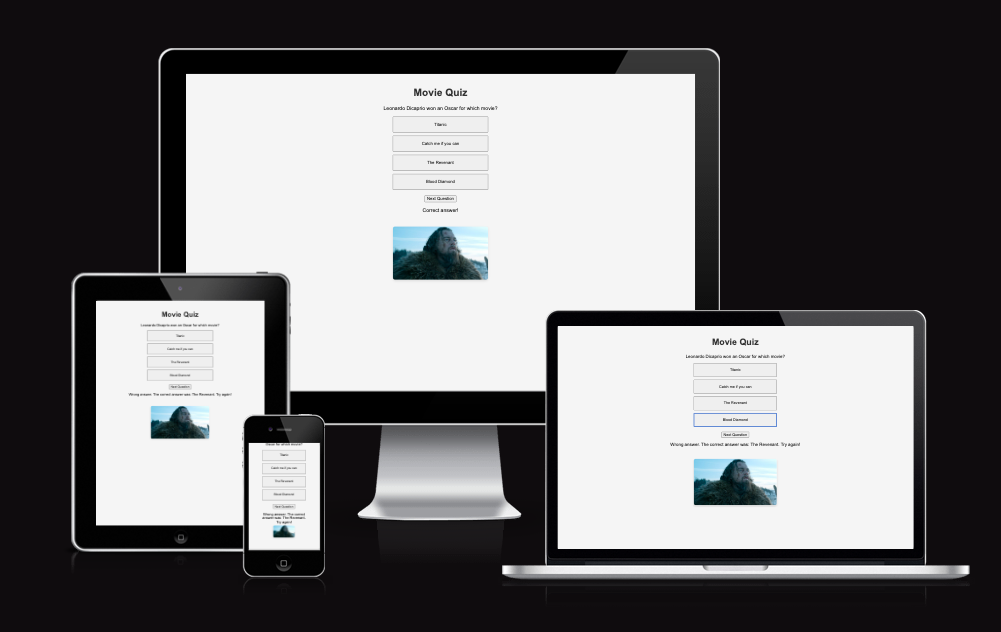 Movie Quiz
Leonardo Dicaprio won an Oscar for which movie?
Titanic
Catch me if you can
The Revenant
Blood Diamond
Next Question
Correct answer!
Movie Quiz
Leonardo Dicaprio won an Oscar for which movie?
Titanic
Catch me if you can
The Revenant
Blood Diamond
Next Question
Wrong answer. The correct answer was: The Revenant. Try again!
Oscar for which movie?
Titanic
Catch me if you can
The Revenant
Blood Diamond
Next Question
Wrong answer. The correct
answer was: The Revenant.
Try again!
Movie Quiz
Leonardo Dicaprio won an Oscar for which movie?
Titanic
Catch me if you can
The Revenant
Blood Diamond
Next Question
Wrong answer. The correct answer was: The Revenant. Try again!